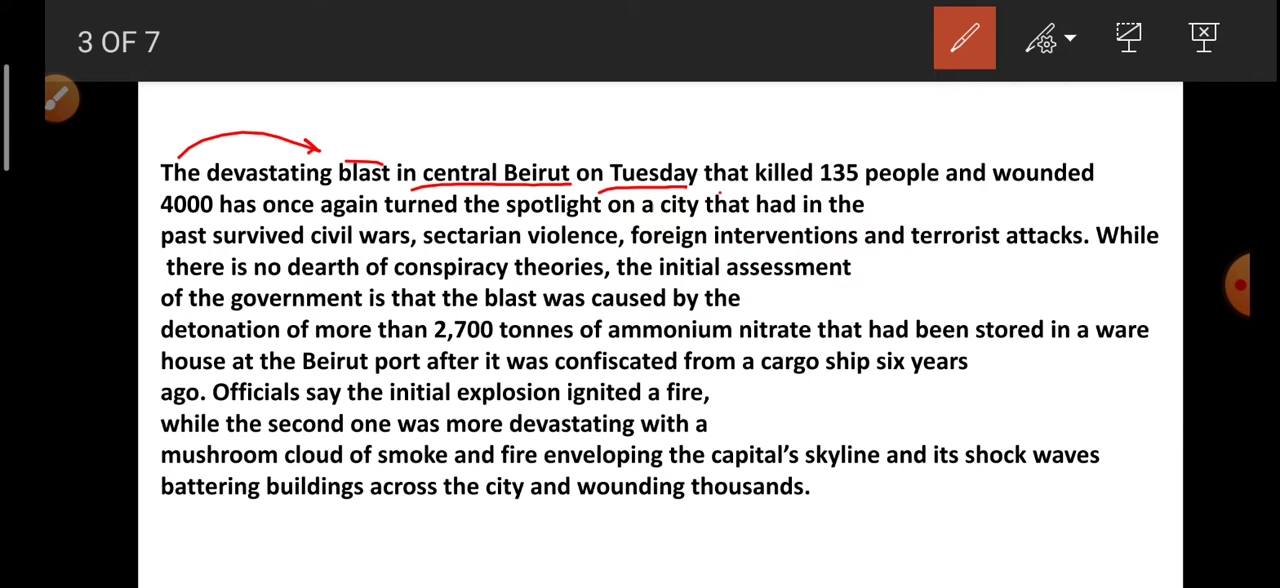 3 OF 7
The devastating blast in central Beirut on Tuesday that killed 135 people and wounded
4000 has once again turned the spotlight on a city that had in the
past survived civil wars, sectarian violence, foreign interventions and terrorist attacks. While
there is no dearth of conspiracy theories, the initial assessment
of the government is that the blast was caused by the
detonation of more than 2,700 tonnes of ammonium nitrate that had been stored in a ware
house at the Beirut port after it was confiscated from a cargo ship six years
ago. Officials say the initial explosion ignited a fire,
while the second one was more devastating with a
mushroom cloud of smoke and fire enveloping the capital’s skyline and its shock waves
battering buildings across the city and wounding thousands.